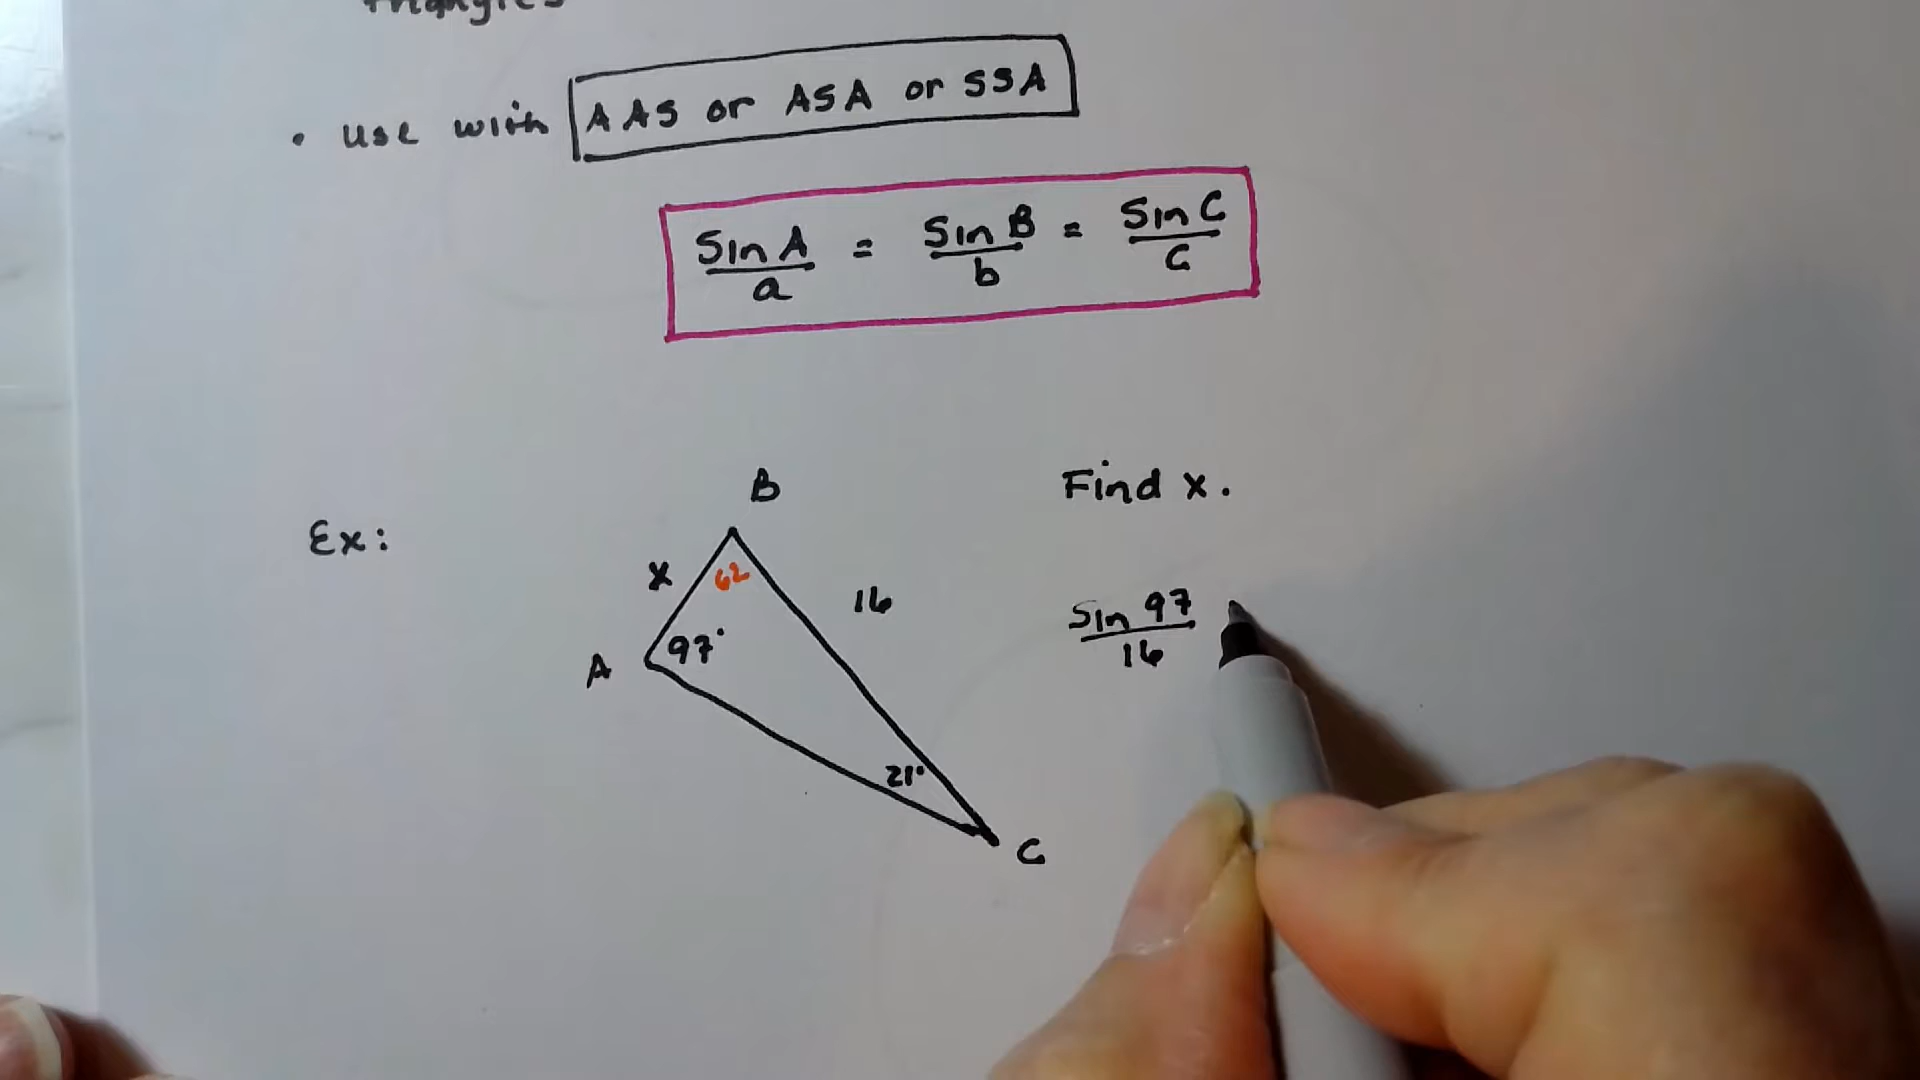 Triangles
• Use with AAS or ASA or SSA
Sin A / a = Sin B / b = Sin C / c
Ex:
B
Find x.
x
62
16
A
97°
21°
C
Sin 97 / 16